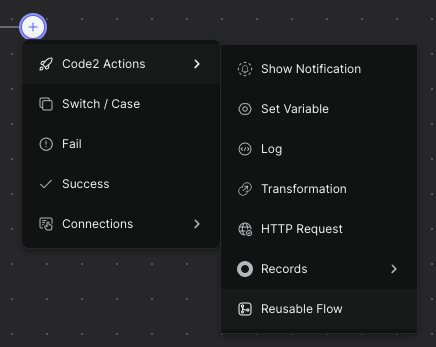 Code2 Actions
Switch / Case
Fail
Success
Connections
Show Notification
Set Variable
Log
Transformation
HTTP Request
Records
Reusable Flow